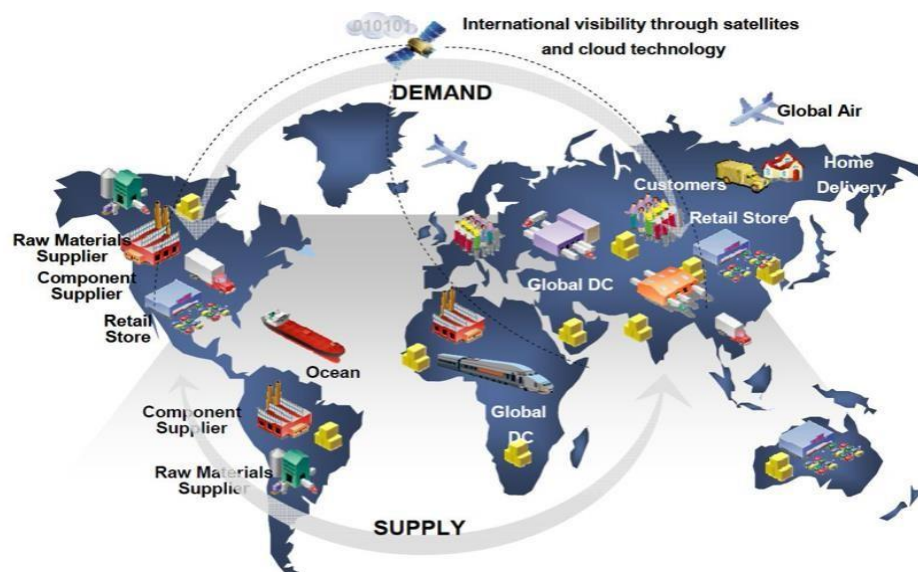 010101
International visibility through satellites
and cloud technology
DEMAND
Global Air
Home
Delivery
Customers
Retail Store
Raw Materials
Supplier
Component
Supplier
Global DC
Retail
Store
Ocean
Component
Supplier
Global
DC
Raw Materials
Supplier
SUPPLY